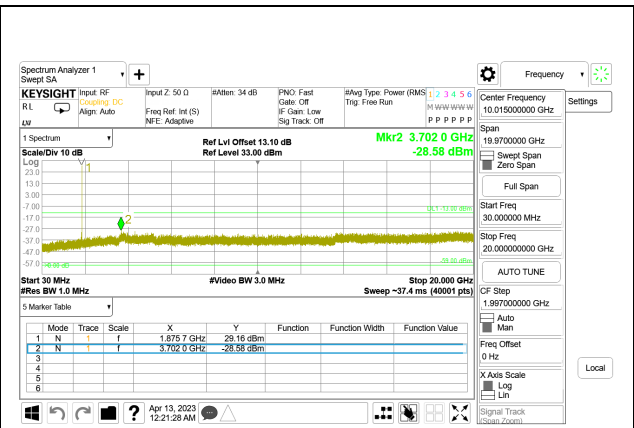 Spectrum Analyzer 1
Swept SA
+
Frequency
KEYSIGHT Input: RF Input Z: 50 Ω #Atten: 34 dB PNO: Fast #Avg Type: Power (RMS 1 2 3 4 5 6
RL Coupling: DC Gate: Off Trig: Free Run M W W W W W
Align: Auto Freq Ref: Int (S) IF Gain: Low
NFE: Adaptive Sig Track: Off P P P P P P
LXI
1 Spectrum
Scale/Div 10 dB
Ref Lvl Offset 13.10 dB
Ref Level 33.00 dBm
Mkr2 3.702 0 GHz
-28.58 dBm
Log
23.0
13.0
3.00
-7.00
-17.0
-27.0
-37.0
-47.0
-57.0
1
2
DL1 -13.00 dBm
Start 30 MHz #Video BW 3.0 MHz Stop 20.000 GHz
#Res BW 1.0 MHz Sweep ~37.4 ms (40001 pts)
5 Marker Table
Mode Trace Scale X Y Function Function Width Function Value
1 N 1 f 1.875 7 GHz 29.16 dBm
2 N 1 f 3.702 0 GHz -28.58 dBm
3
4
5
6
Apr 13, 2023
12:21:28 AM
?
Center Frequency
10.015000000 GHz
Settings
Span
19.9700000 GHz
Swept Span
Zero Span
Full Span
Start Freq
30.000000 MHz
Stop Freq
20.000000000 GHz
AUTO TUNE
CF Step
1.997000000 GHz
Auto
Man
Freq Offset
0 Hz
X Axis Scale
Log
Lin
Local
Signal Track
(Span Zoom)